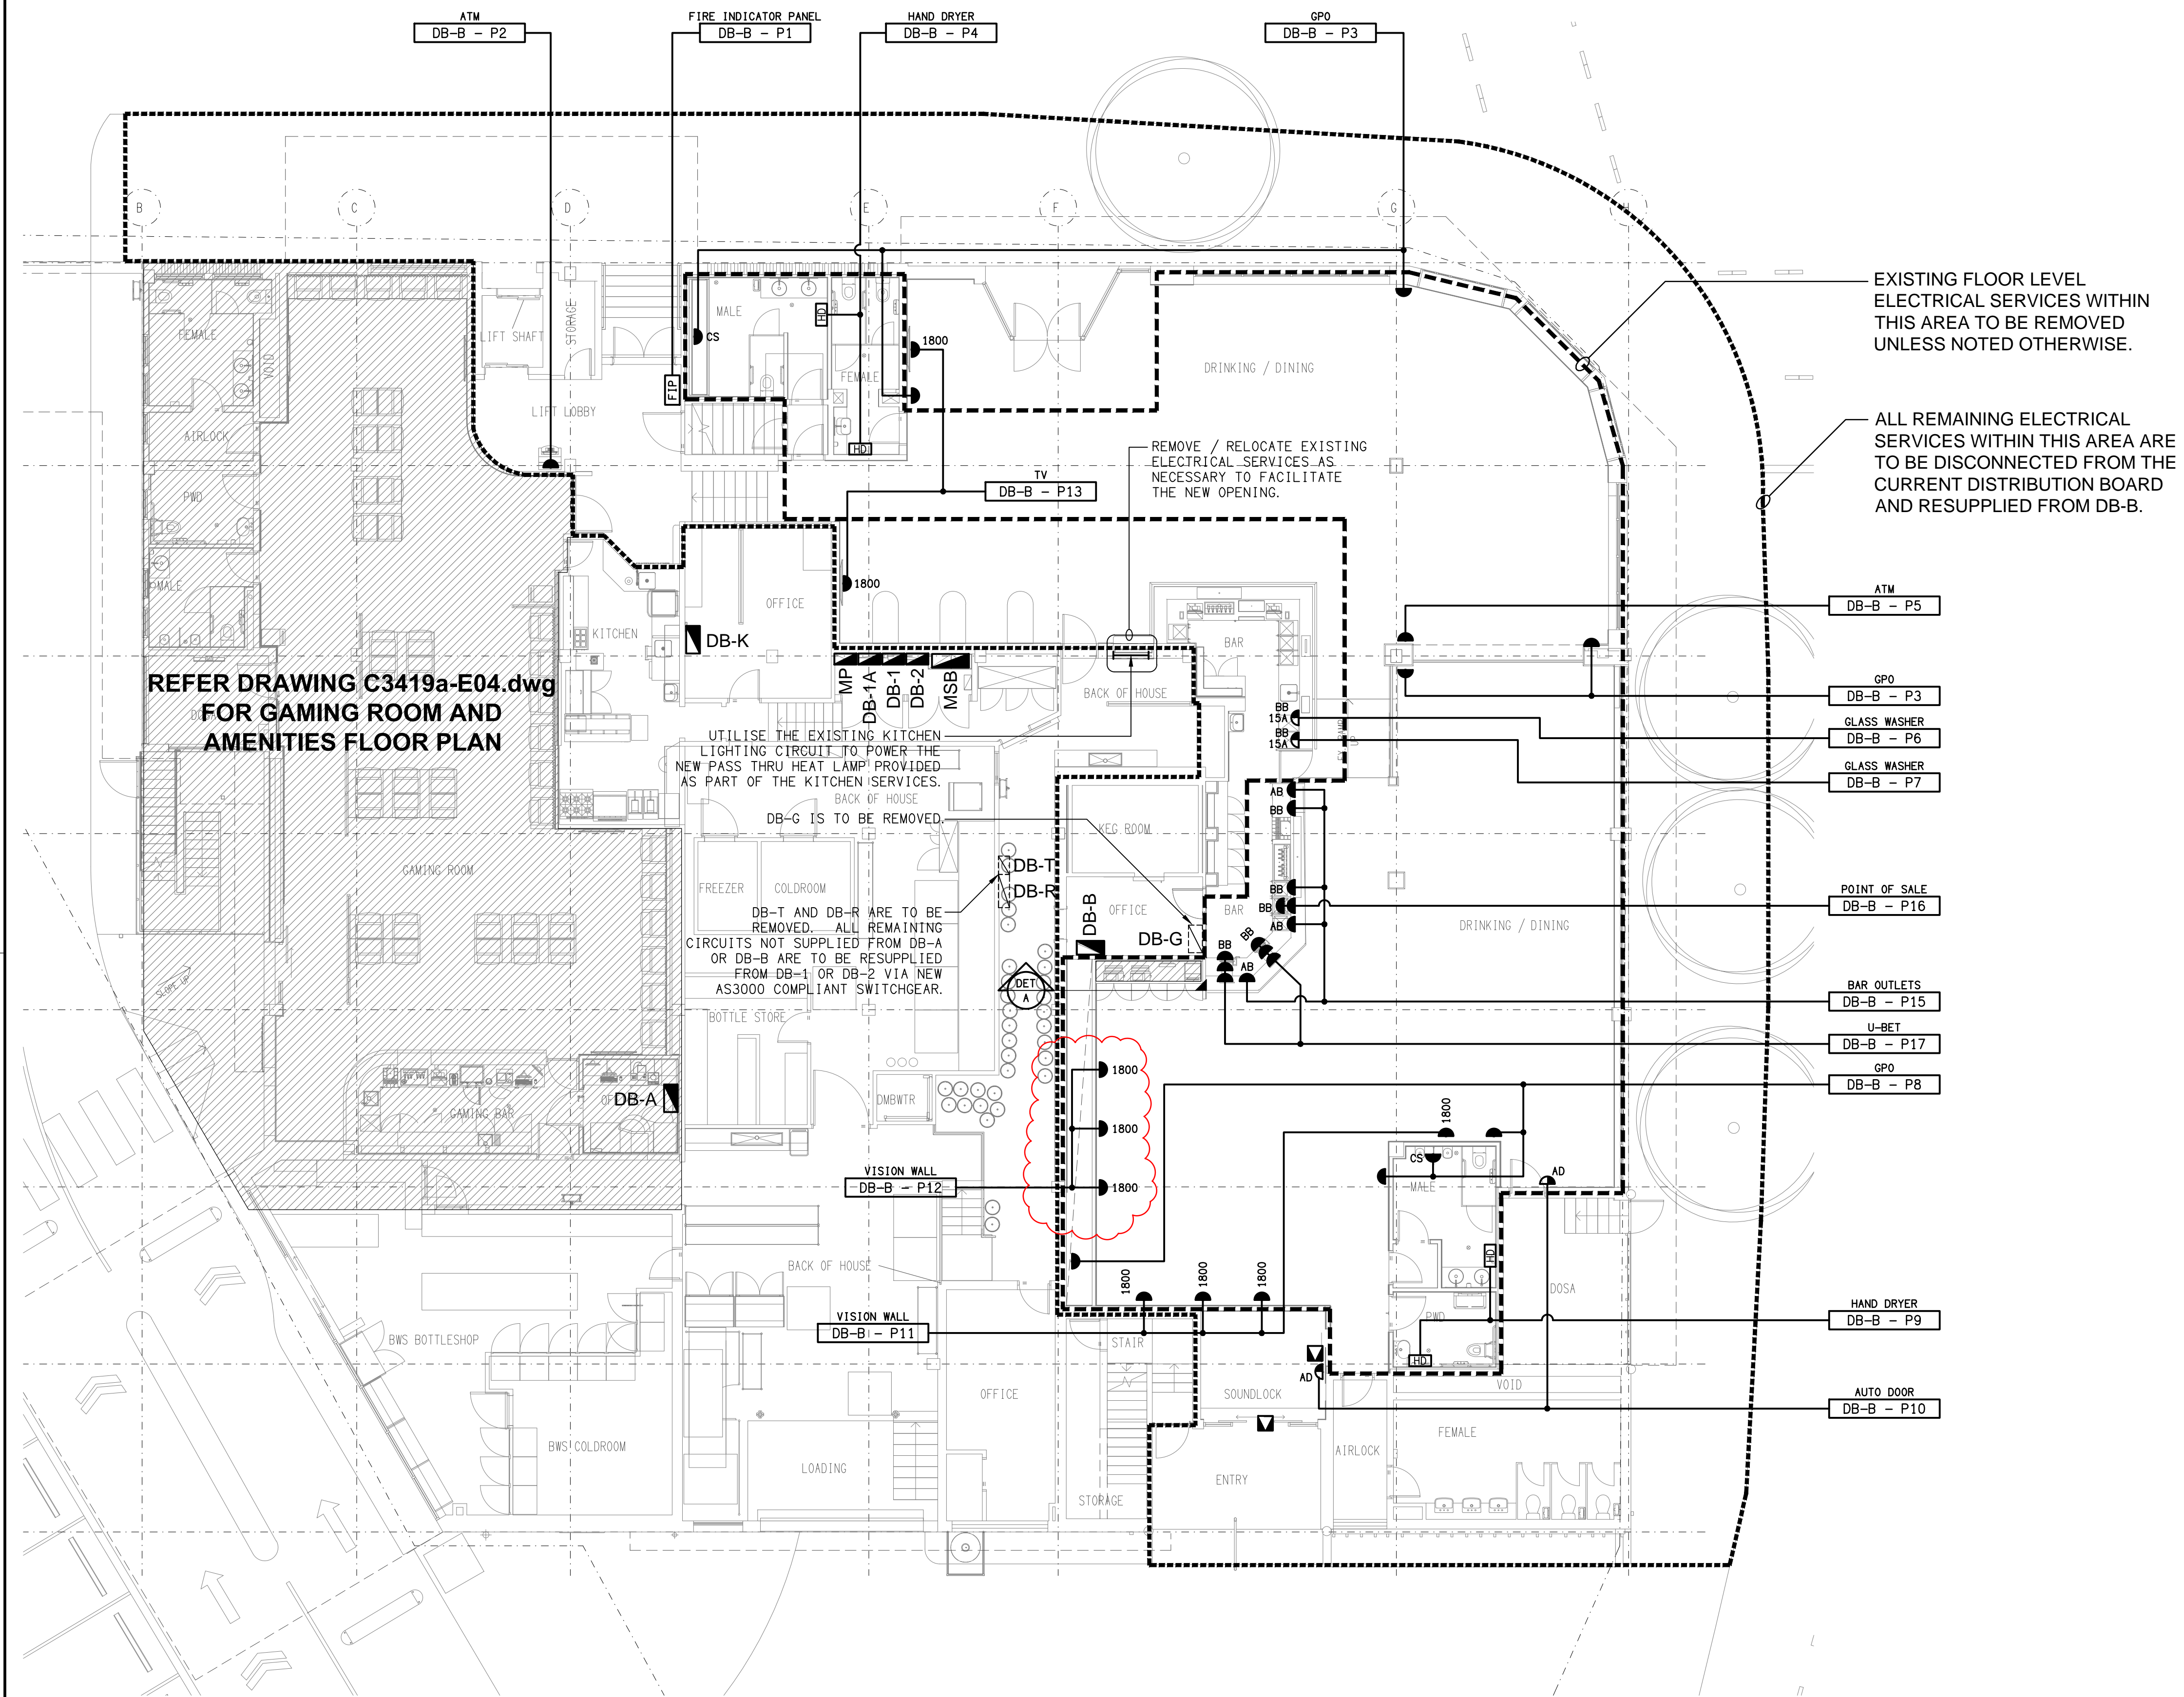 ATM
DB-B - P2
FIRE INDICATOR PANEL
DB-B - P1
HAND DRYER
DB-B - P4
GPO
DB-B - P3
B
C
D
E
F
G
H
EXISTING FLOOR LEVEL
ELECTRICAL SERVICES WITHIN
THIS AREA TO BE REMOVED
UNLESS NOTED OTHERWISE.
ALL REMAINING ELECTRICAL
SERVICES WITHIN THIS AREA ARE
TO BE DISCONNECTED FROM THE
CURRENT DISTRIBUTION BOARD
AND RESUPPLIED FROM DB-B.
FEMALE
VOID
LIFT SHAFT
STORAGE
MALE
HD
CS
1800
FEMALE
FIP
DRINKING / DINING
LIFT LOBBY
AIRLOCK
HD
PWD
REMOVE / RELOCATE EXISTING
ELECTRICAL SERVICES AS
NECESSARY TO FACILITATE
THE NEW OPENING.
TV
DB-B - P13
MALE
1800
OFFICE
KITCHEN
DB-K
BAR
ATM
DB-B - P5
REFER DRAWING C3419a-E04.dwg
FOR GAMING ROOM AND
AMENITIES FLOOR PLAN
MP
DB-1A
DB-1
DB-2
MSB
BACK OF HOUSE
GPO
DB-B - P3
BB
15A
BB
15A
GLASS WASHER
DB-B - P6
GLASS WASHER
DB-B - P7
UTILISE THE EXISTING KITCHEN
LIGHTING CIRCUIT TO POWER THE
NEW PASS THRU HEAT LAMP PROVIDED
AS PART OF THE KITCHEN SERVICES.
BACK OF HOUSE
DB-G IS TO BE REMOVED.
KEG ROOM
AB
BB
GAMING ROOM
FREEZER
COLDROOM
DB-T
DB-R
DB-T AND DB-R ARE TO BE
REMOVED. ALL REMAINING
CIRCUITS NOT SUPPLIED FROM DB-A
OR DB-B ARE TO BE RESUPPLIED
FROM DB-1 OR DB-2 VIA NEW
AS3000 COMPLIANT SWITCHGEAR.
DB-B
OFFICE
DB-G
BAR
BB
BB
AB
BB
BB
AB
DRINKING / DINING
POINT OF SALE
DB-B - P16
SLOPE UP
DET
A
BAR OUTLETS
DB-B - P15
U-BET
DB-B - P17
GPO
DB-B - P8
BOTTLE STORE
1800
1800
1800
GAMING BAR
DB-A
DMBWTR
VISION WALL
DB-B - P12
1800
CS
MALE
AD
HD
DOSA
BACK OF HOUSE
1800
1800
1800
VISION WALL
DB-B - P11
BWS BOTTLESHOP
STAIR
PWD
HD
HAND DRYER
DB-B - P9
OFFICE
SOUNDLOCK
AD
VOID
AUTO DOOR
DB-B - P10
BWS COLDROOM
LOADING
AIRLOCK
FEMALE
ENTRY
STORAGE